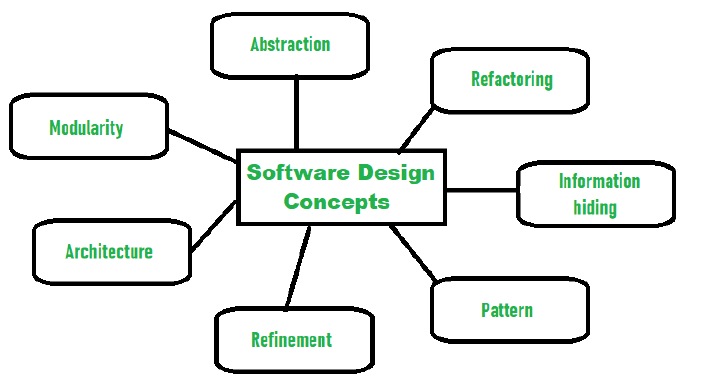 Abstraction
Refactoring
Modularity
Software Design
Concepts
Information
hiding
Architecture
Pattern
Refinement